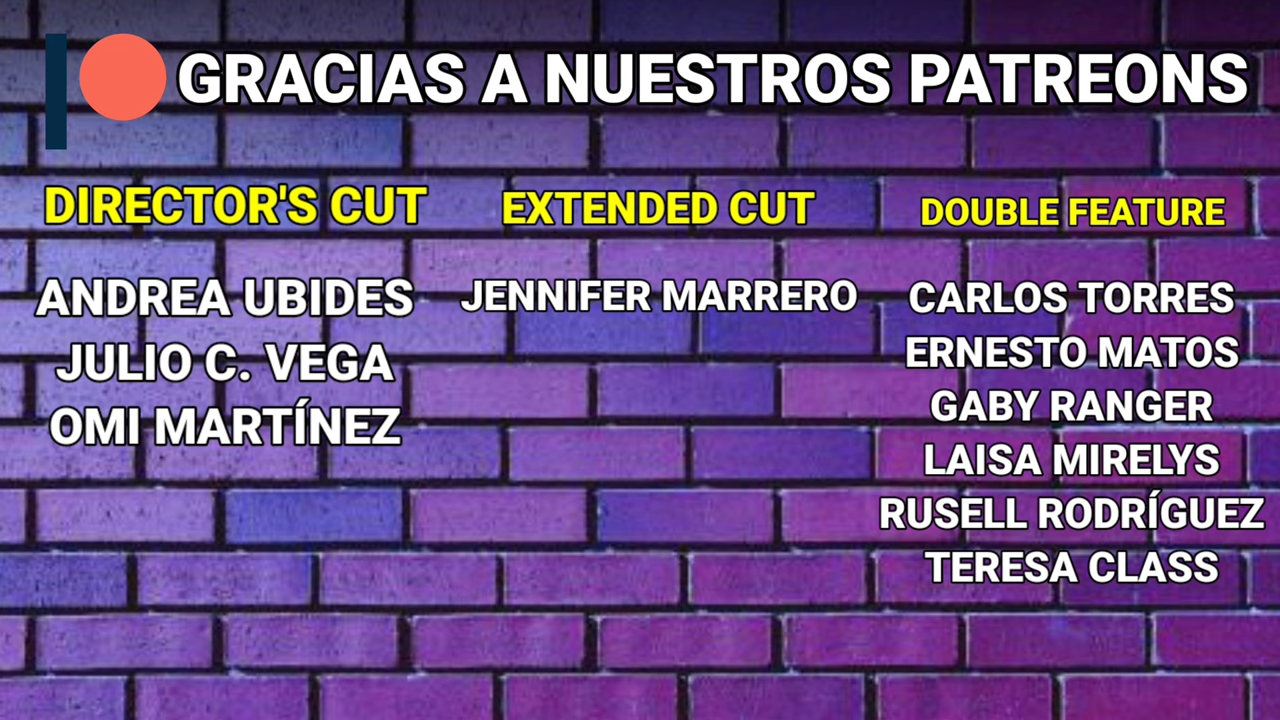 GRACIAS A NUESTROS PATREONS
DIRECTOR'S CUT
ANDREA UBIDES
JULIO C. VEGA
OMI MARTÍNEZ
EXTENDED CUT
JENNIFER MARRERO
DOUBLE FEATURE
CARLOS TORRES
ERNESTO MATOS
GABY RANGER
LAISA MIRELYS
RUSELL RODRÍGUEZ
TERESA CLASS